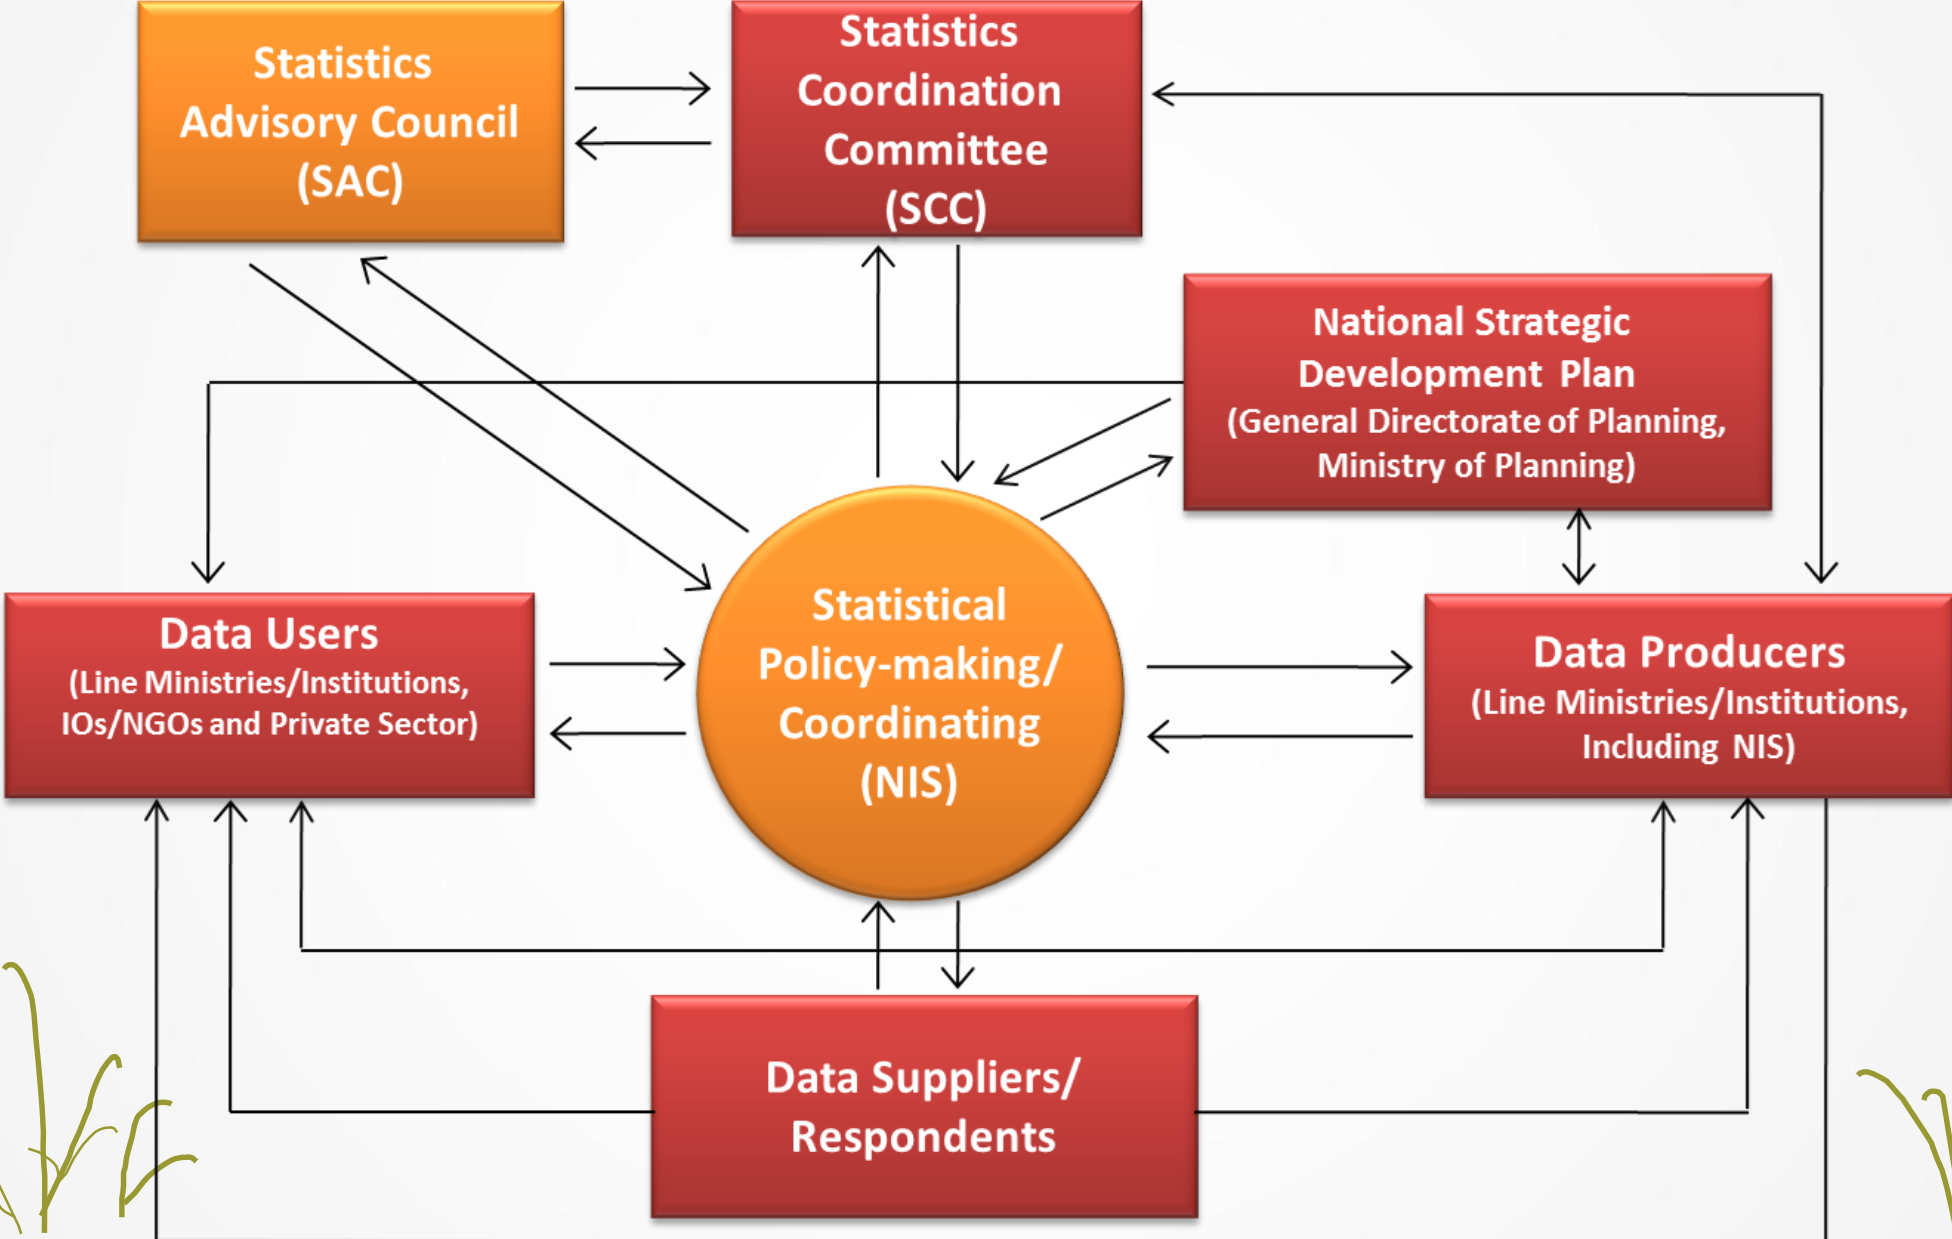 Statistics
Advisory Council
(SAC)
Statistics
Coordination
Committee
(SCC)
National Strategic
Development Plan
(General Directorate of Planning,
Ministry of Planning)
Data Users
(Line Ministries/Institutions,
IOs/NGOs and Private Sector)
Statistical
Policy-making/
Coordinating
(NIS)
Data Producers
(Line Ministries/Institutions,
Including NIS)
Data Suppliers/
Respondents